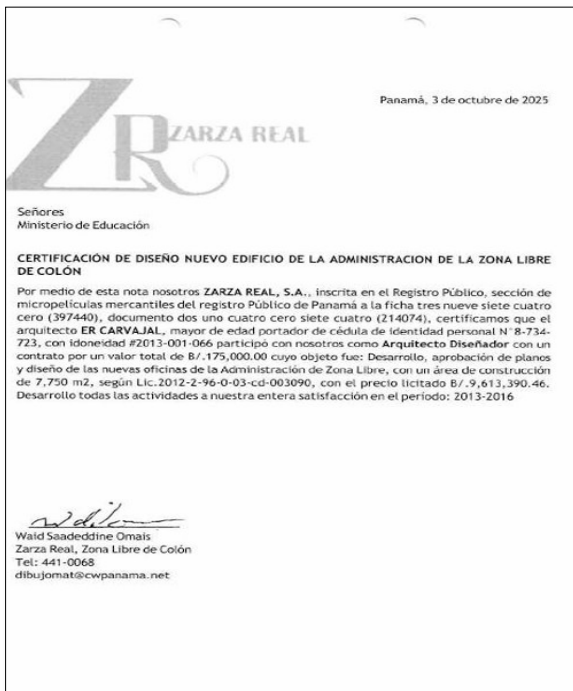 Panamá, 3 de octubre de 2025
ZR ZARZA REAL
Señores
Ministerio de Educación
CERTIFICACIÓN DE DISEÑO NUEVO EDIFICIO DE LA ADMINISTRACION DE LA ZONA LIBRE
DE COLÓN
Por medio de esta nota nosotros ZARZA REAL, S.A., inscrita en el Registro Público, sección de
micropelículas mercantiles del registro Público de Panamá a la ficha tres nueve siete cuatro
cero (397440), documento dos uno cuatro cero siete cuatro (214074), certificamos que el
arquitecto ER CARVAJAL, mayor de edad portador de cédula de identidad personal N°8-734-
723, con idoneidad #2013-001-066 participó con nosotros como Arquitecto Diseñador con un
contrato por un valor total de B/.175,000.00 cuyo objeto fue: Desarrollo, aprobación de planos
y diseño de las nuevas oficinas de la Administración de Zona Libre, con un área de construcción
de 7,750 m2, según Lic.2012-2-96-0-03-cd-003090, con el precio licitado B/.9,613,390.46.
Desarrollo todas las actividades a nuestra entera satisfacción en el período: 2013-2016
Waid Saadeddine Omais
Zarza Real, Zona Libre de Colón
Tel: 441-0068
dibujomat@cwpanama.net